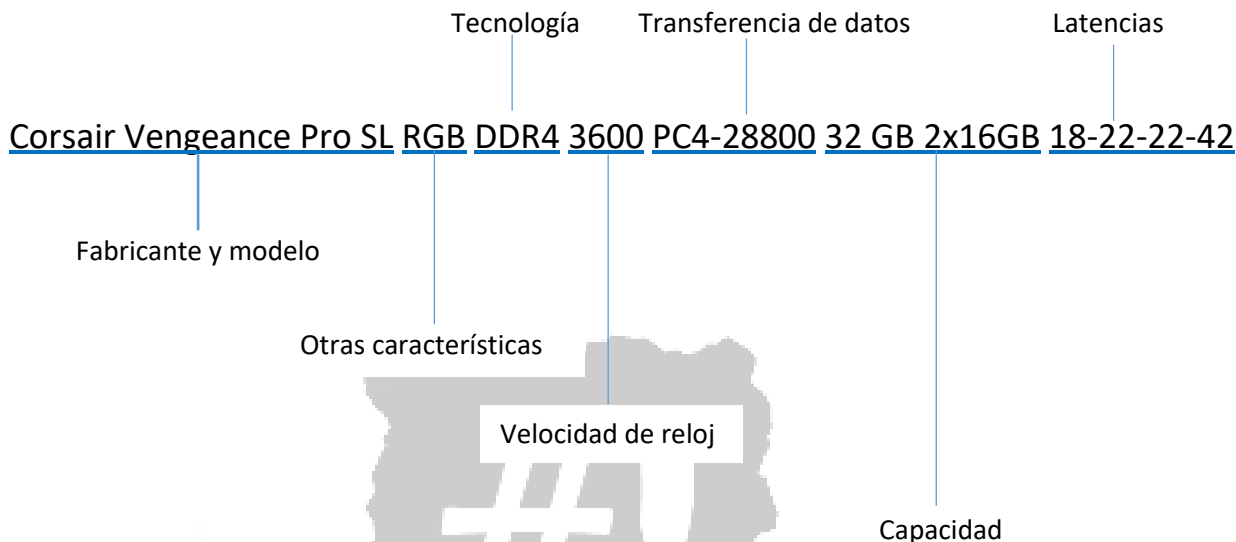 Tecnología Transferencia de datos Latencias
Corsair Vengeance Pro SL RGB DDR4 3600 PC4-28800 32 GB 2x16GB 18-22-22-42
Fabricante y modelo
Otras características
Velocidad de reloj
Capacidad